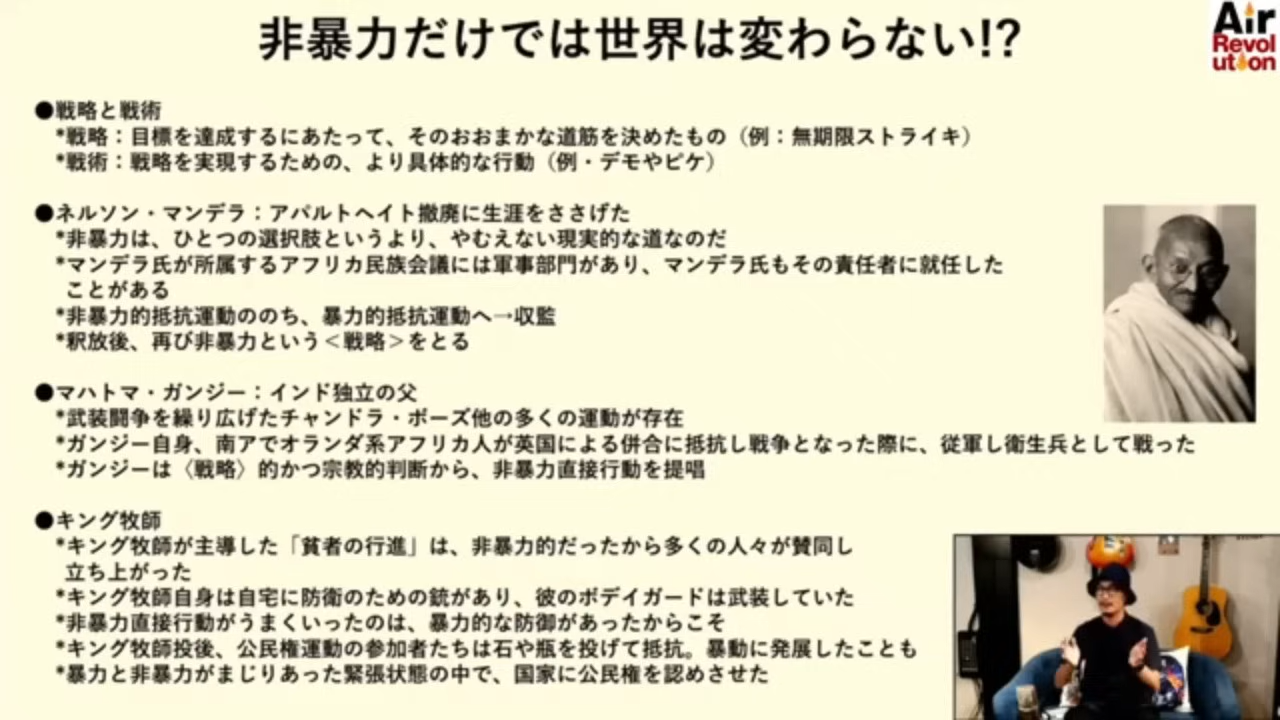 非暴力だけでは世界は変わらない!?
Air
Revol
ution
●戦略と戦術
*戦略：目標を達成するにあたって、そのおおまかな道筋を決めたもの（例：無期限ストライキ）
*戦術：戦略を実現するための、より具体的な行動（例・デモやピケ）
●ネルソン・マンデラ：アパルトヘイト撤廃に生涯をささげた
*非暴力は、ひとつの選択肢というより、やむえない現実的な道なのだ
*マンデラ氏が所属するアフリカ民族会議には軍事部門があり、マンデラ氏もその責任者に就任した
ことがある
*非暴力的抵抗運動ののち、暴力的抵抗運動へ→収監
*釈放後、再び非暴力という＜戦略＞をとる
●マハトマ・ガンジー：インド独立の父
*武装闘争を繰り広げたチャンドラ・ボーズ他の多くの運動が存在
*ガンジー自身、南アでオランダ系アフリカ人が英国による併合に抵抗し戦争となった際に、従軍し衛生兵として戦った
*ガンジーは〈戦略〉的かつ宗教的判断から、非暴力直接行動を提唱
●キング牧師
*キング牧師が主導した「貧者の行進」は、非暴力的だったから多くの人々が賛同し
立ち上がった
*キング牧師自身は自宅に防衛のための銃があり、彼のボデイガードは武装していた
*非暴力直接行動がうまくいったのは、暴力的な防御があったからこそ
*キング牧師投後、公民権運動の参加者たちは石や瓶を投げて抵抗。暴動に発展したことも
*暴力と非暴力がまじりあった緊張状態の中で、国家に公民権を認めさせた